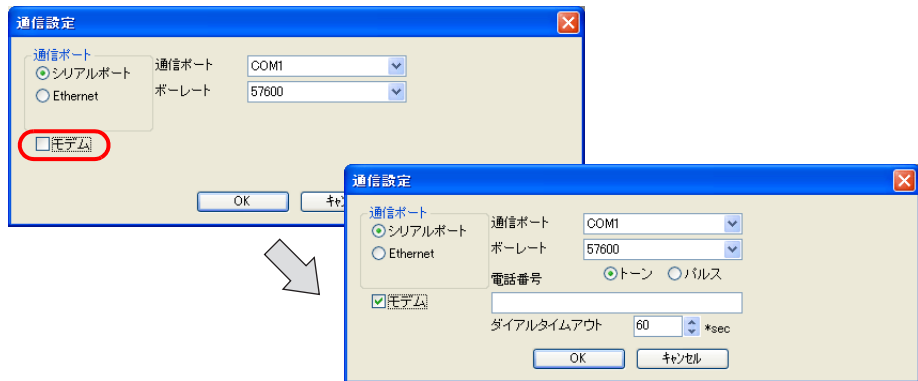 通信設定
通信ポート
シリアルポート
Ethernet
通信ポート COM1
ボーレート 57600
モデム
OK
通信設定
通信ポート
シリアルポート
Ethernet
通信ポート COM1
ボーレート 57600
電話番号 トーン パルス
モデム
ダイアルタイムアウト 60 *sec
OK キャンセル